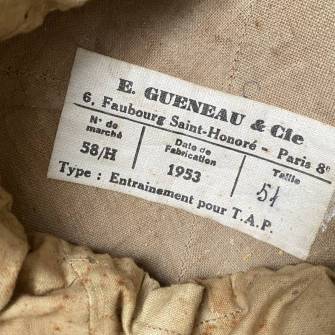 E. GUENEAU & Cie
6, Faubourg Saint-Honoré - Paris 8e
N° de marché
58/H
Date de Fabrication
1953
Taille
51
Type : Entrainement pour T.A.P.